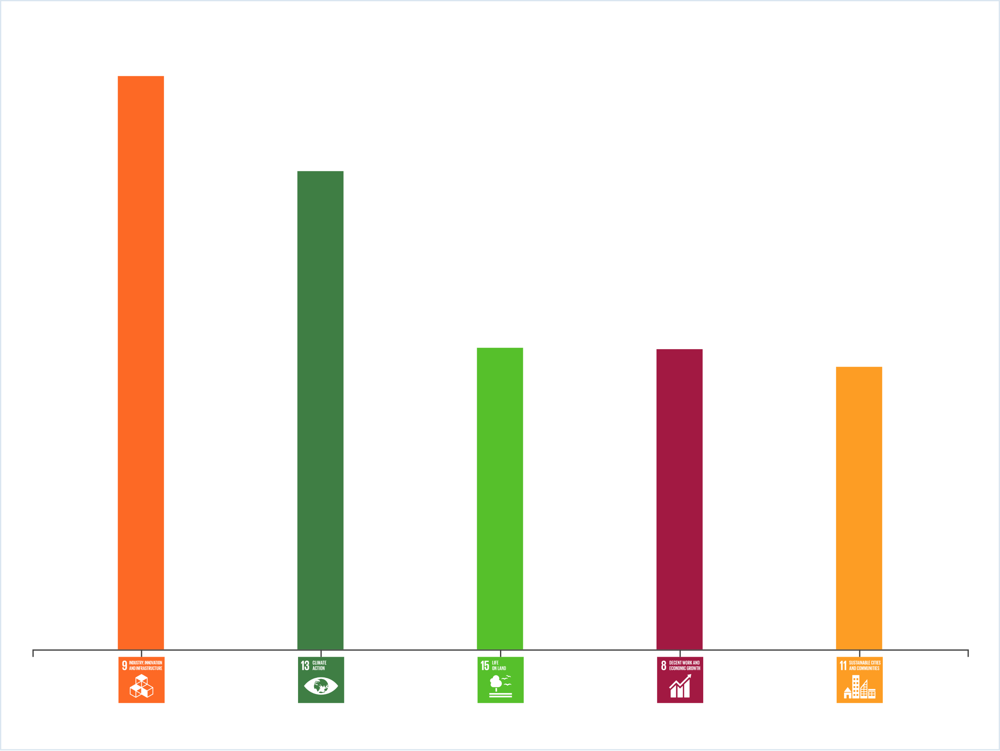 9 INDUSTRY, INNOVATION
AND INFRASTRUCTURE
13 CLIMATE
ACTION
15 LIFE
ON LAND
8 DECENT WORK AND
ECONOMIC GROWTH
11 SUSTAINABLE CITIES
AND COMMUNITIES